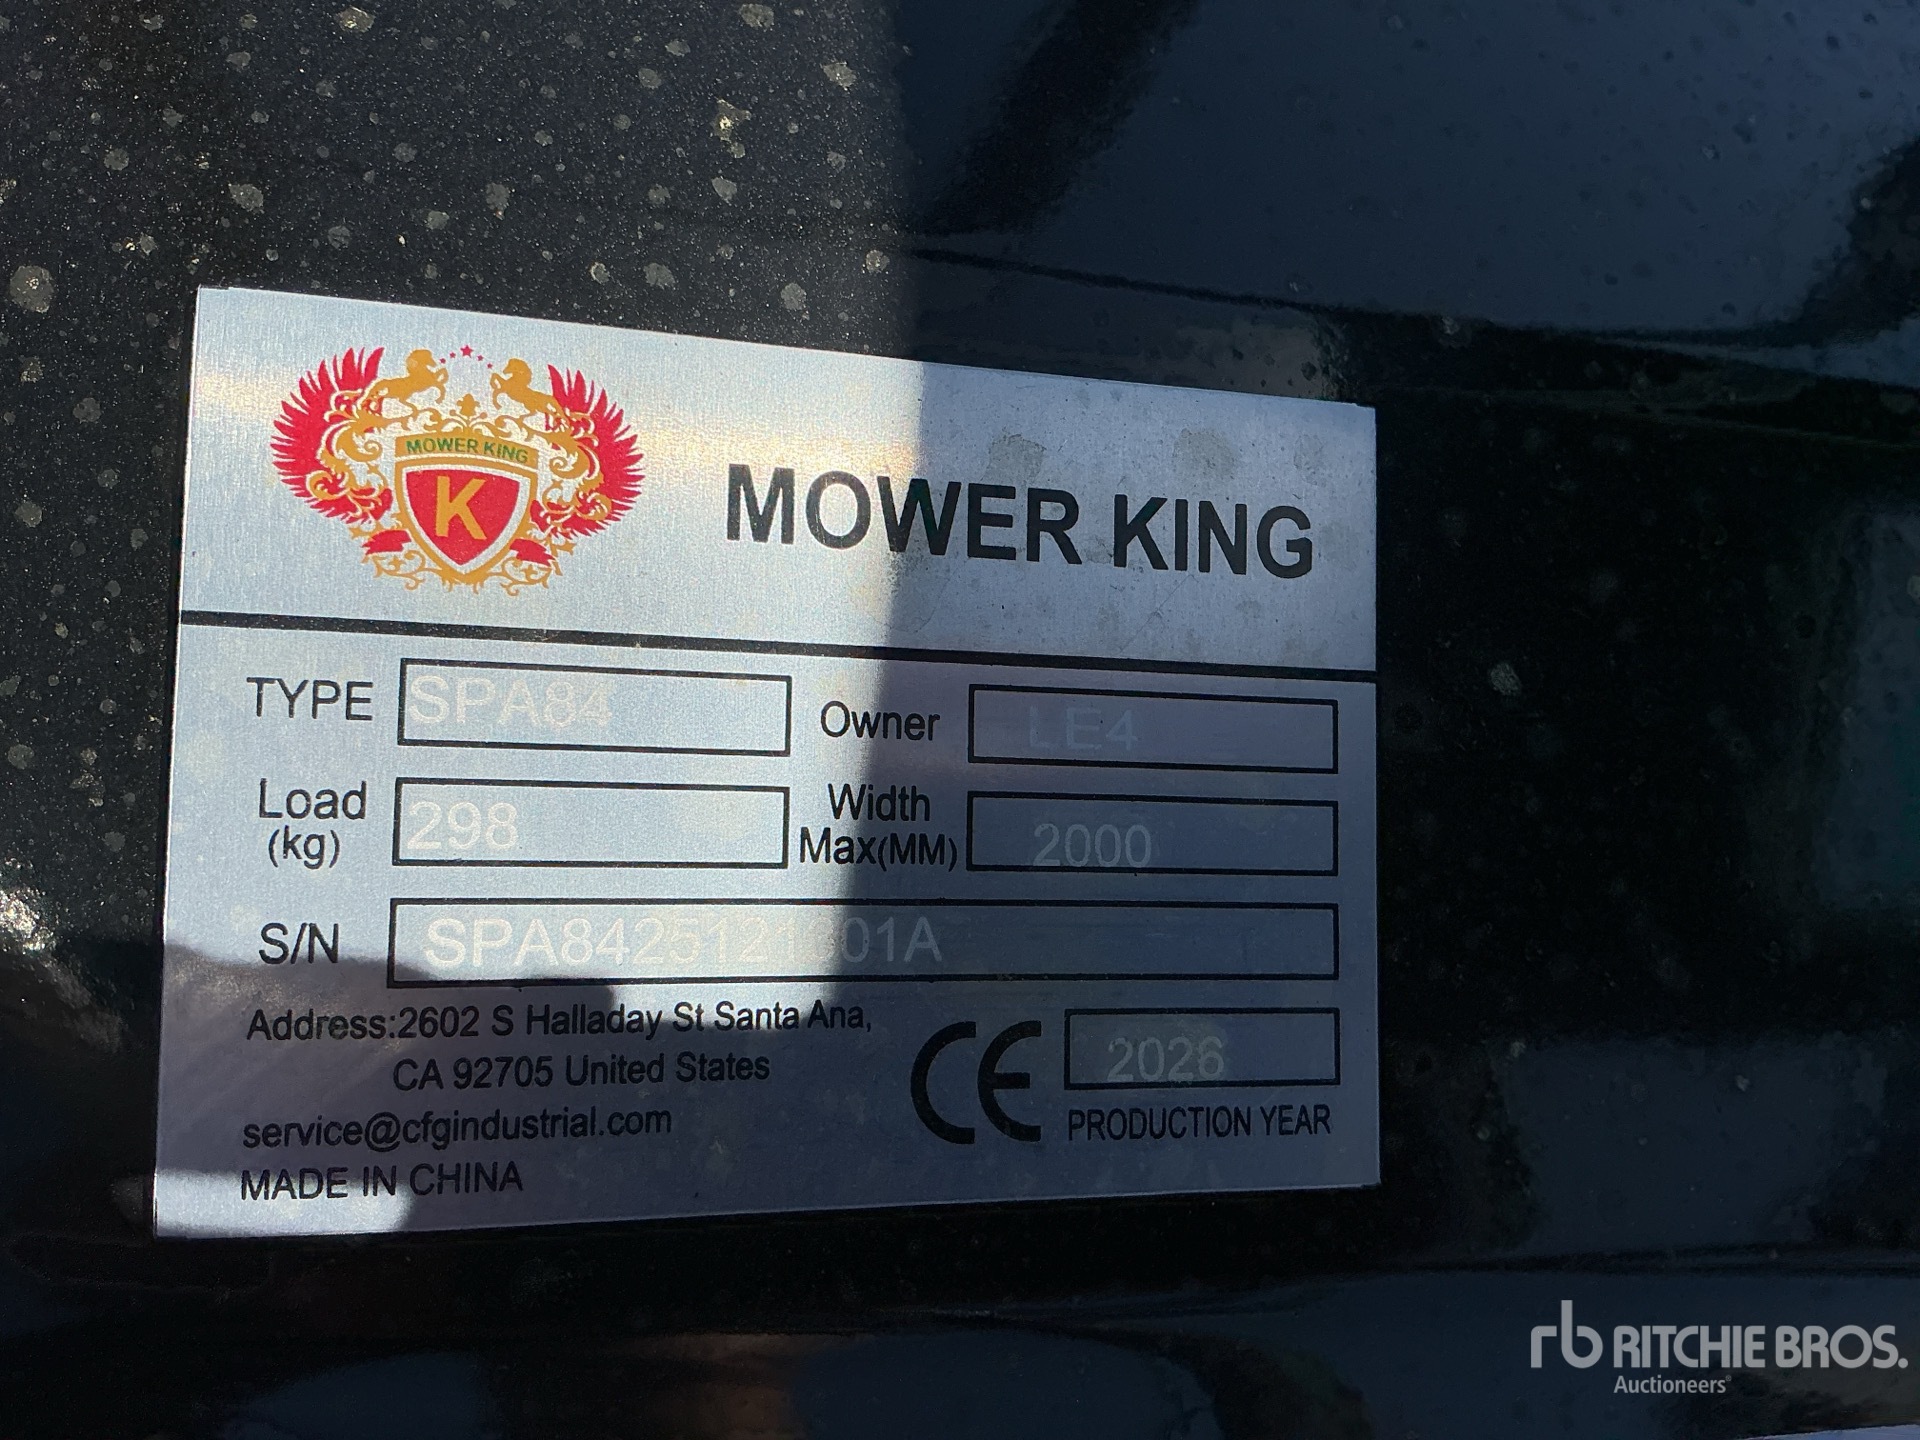 MOWER KING
K
MOWER KING
TYPE SPA84 Owner LE4
Load (kg) 298 Width Max(MM) 2000
S/N
Address:2602 S Halladay St Santa Ana,
CA 92705 United States
service@cfgindustrial.com
MADE IN CHINA
CE 2026
PRODUCTION YEAR
rb RITCHIE BROS.
Auctioneers